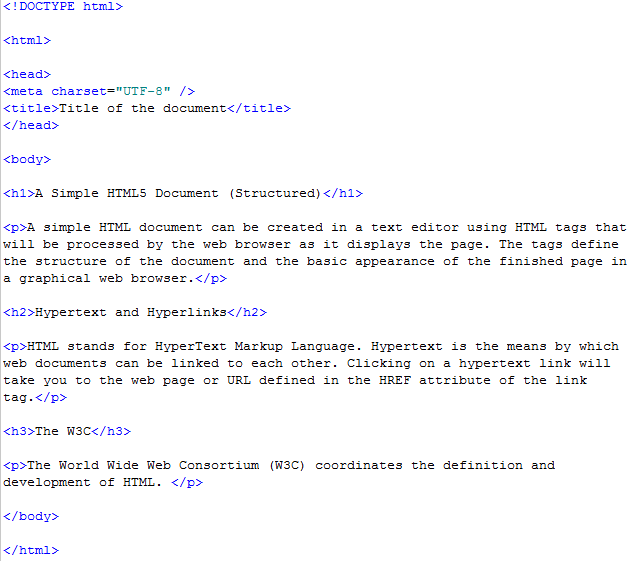 <!DOCTYPE html>
<html>
<head>
<meta charset="UTF-8" />
<title>Title of the document</title>
</head>
<body>
<h1>A Simple HTML5 Document (Structured)</h1>
<p>A simple HTML document can be created in a text editor using HTML tags that
will be processed by the web browser as it displays the page. The tags define
the structure of the document and the basic appearance of the finished page in
a graphical web browser.</p>
<h2>Hypertext and Hyperlinks</h2>
<p>HTML stands for HyperText Markup Language. Hypertext is the means by which
web documents can be linked to each other. Clicking on a hypertext link will
take you to the web page or URL defined in the HREF attribute of the link
tag.</p>
<h3>The W3C</h3>
<p>The World Wide Web Consortium (W3C) coordinates the definition and
development of HTML. </p>
</body>
</html>